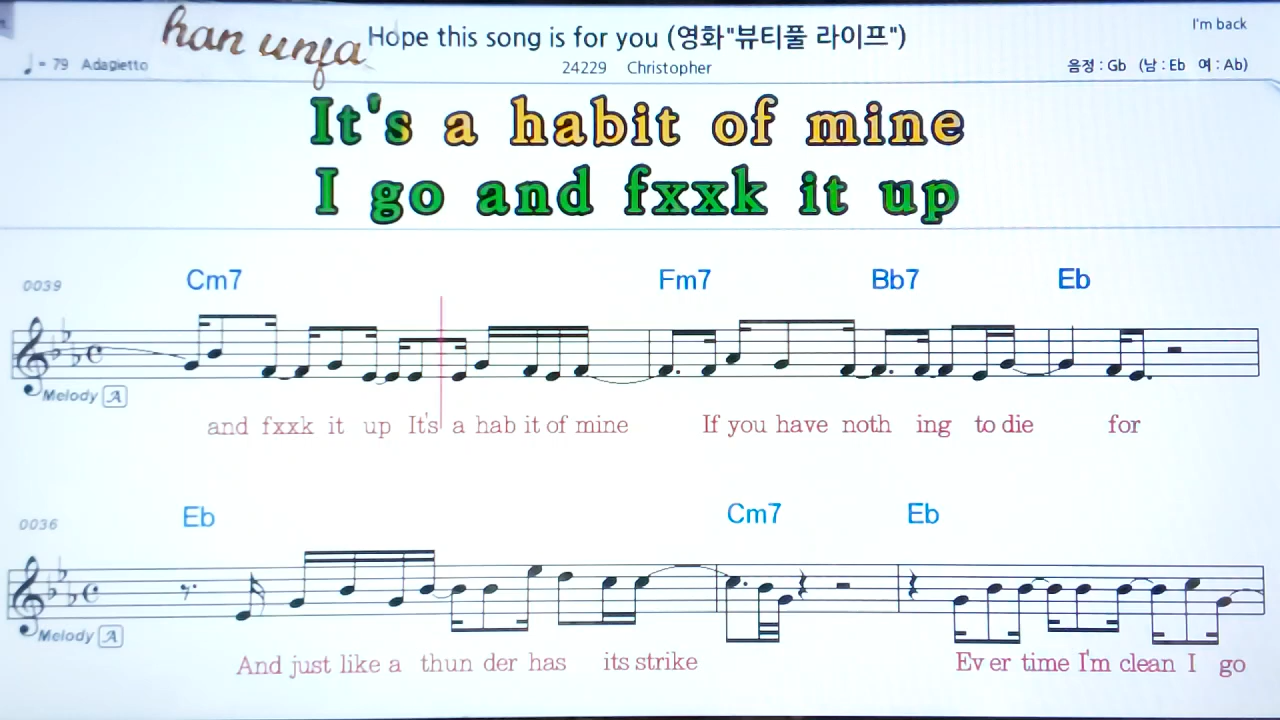 han unfa
Hope this song is for you (영화"뷰티풀 라이프")
I'm back
♩= 79 Adagietto
24229 Christopher
음정 : Gb (남 : Eb 여 : Ab)
It's a habit of mine
I go and fxxk it up
0039
Cm7 Fm7 Bb7 Eb
Melody A
and fxxk it up It's a hab it of mine If you have noth ing to die for
0036
Eb Cm7 Eb
Melody A
And just like a thun der has its strike Ev er time I'm clean I go